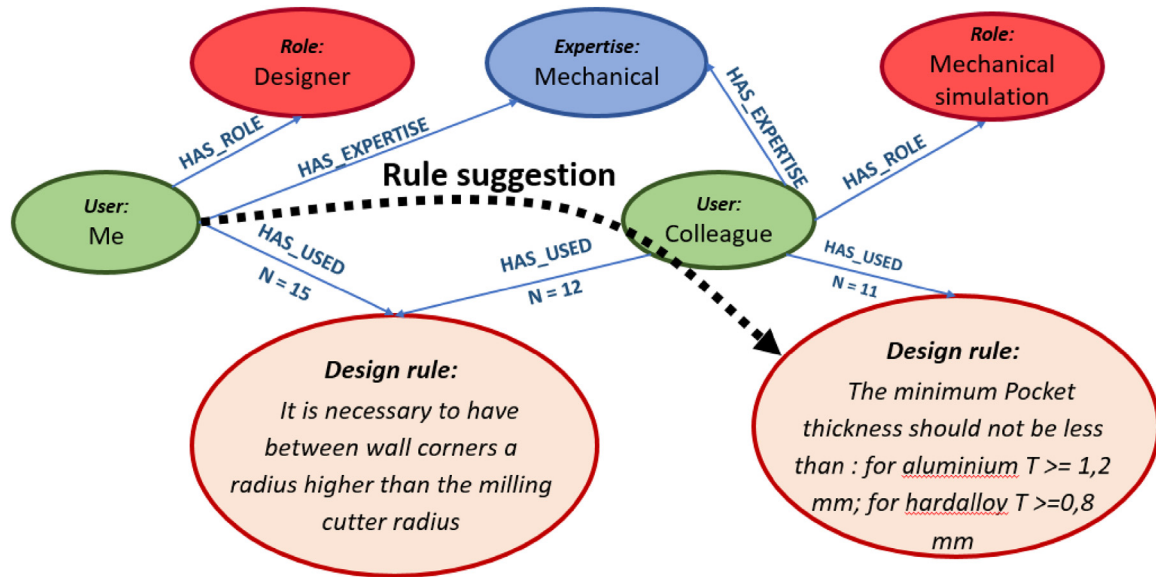 Role:
Designer
Expertise:
Mechanical
Role:
Mechanical
simulation
HAS_ROLE
HAS_EXPERTISE
HAS_EXPERTISE
HAS_ROLE
Rule suggestion
User:
Me
User:
Colleague
HAS_USED
N = 15
HAS_USED
N = 12
HAS_USED
N = 11
Design rule:
It is necessary to have
between wall corners a
radius higher than the milling
cutter radius
Design rule:
The minimum Pocket
thickness should not be less
than : for aluminium T >= 1,2
mm; for hardalloy T >=0,8
mm